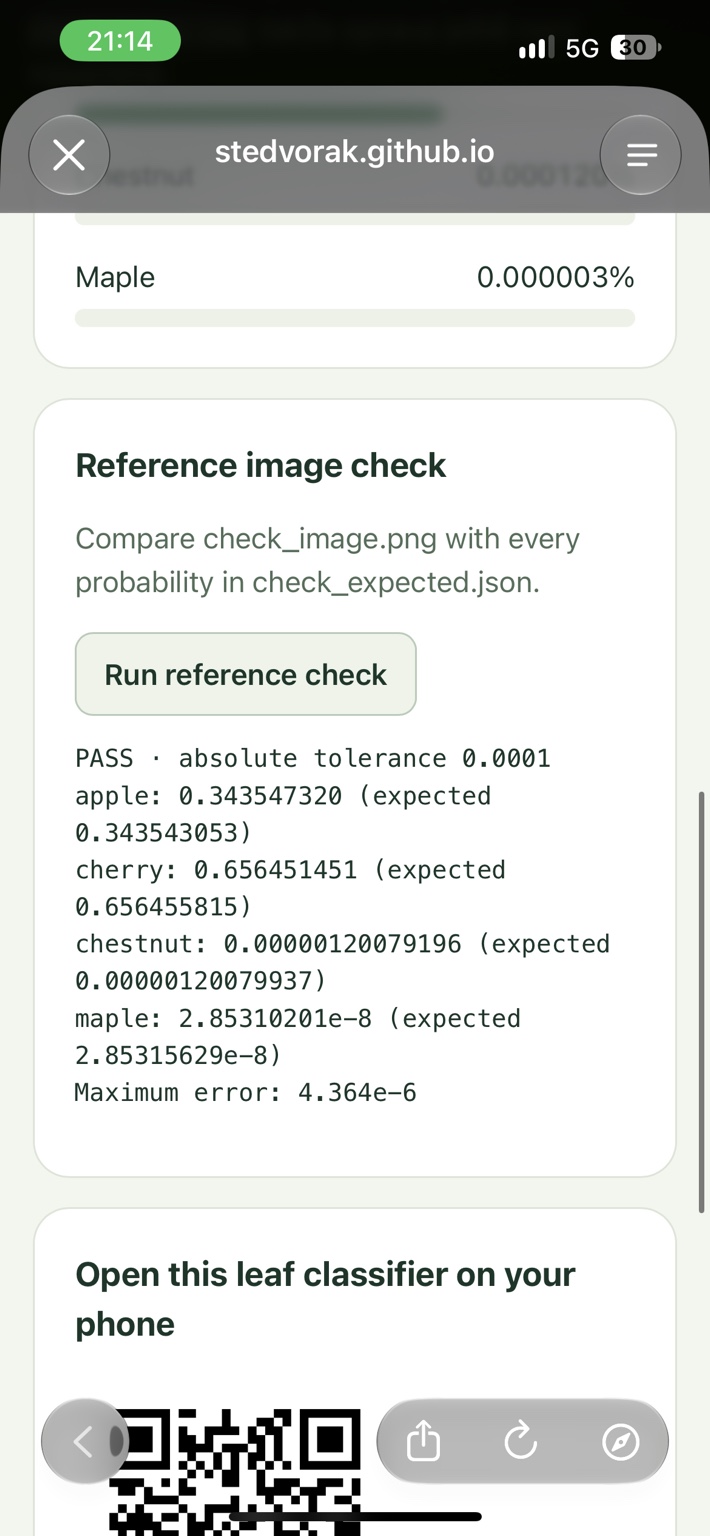 21:14
5G
30
stedvorak.github.io
Maple 0.000003%
Reference image check
Compare check_image.png with every
probability in check_expected.json.
Run reference check
PASS · absolute tolerance 0.0001
apple: 0.343547320 (expected
0.343543053)
cherry: 0.656451451 (expected
0.656455815)
chestnut: 0.00000120079196 (expected
0.00000120079937)
maple: 2.85310201e-8 (expected
2.85315629e-8)
Maximum error: 4.364e-6
Open this leaf classifier on your
phone